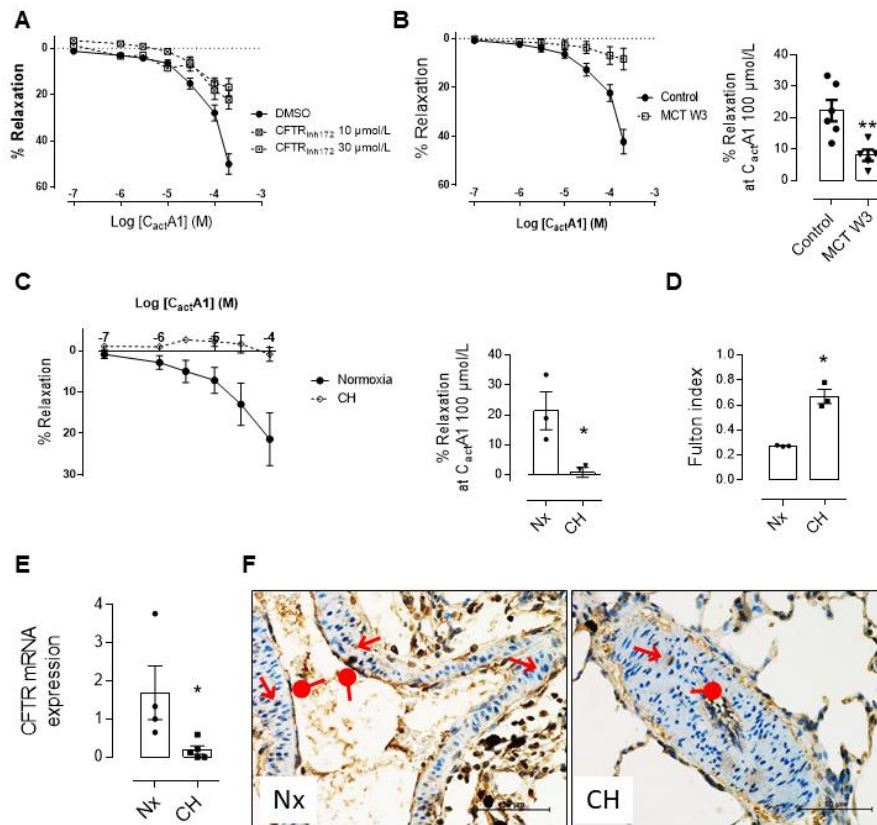 A
% Relaxation
0
20
40
60
-7
-6
-5
-4
-3
Log [CactA1] (M)
DMSO
CFTRInh172 10 µmol/L
CFTRInh172 30 µmol/L
B
% Relaxation
0
20
40
60
-7
-6
-5
-4
-3
Log [CactA1] (M)
Control
MCT W3
% Relaxation
at CactA1 100 µmol/L
40
30
20
10
0
**
Control
MCT W3
C
Log [CactA1] (M)
-7
-6
-5
-4
% Relaxation
0
10
20
30
Normoxia
CH
% Relaxation
at CactA1 100 µmol/L
40
30
20
10
0
*
Nx
CH
D
Fulton index
1.0
0.8
0.6
0.4
0.2
0.0
*
Nx
CH
E
CFTR mRNA
expression
4
3
2
1
0
*
Nx
CH
F
Nx
CH